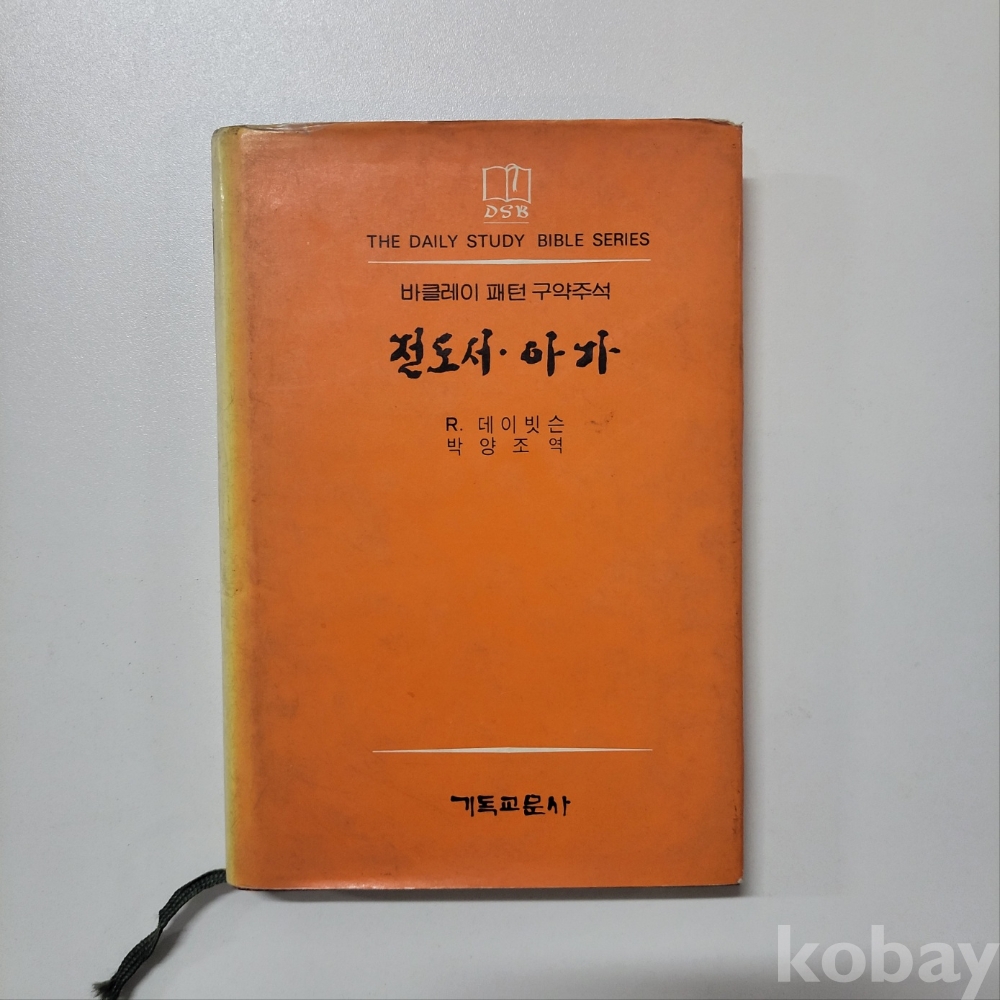 DSB
THE DAILY STUDY BIBLE SERIES
바클레이 패턴 구약주석
전도서·아가
R. 데이빗슨
박양조 역
기독교문사
kobay